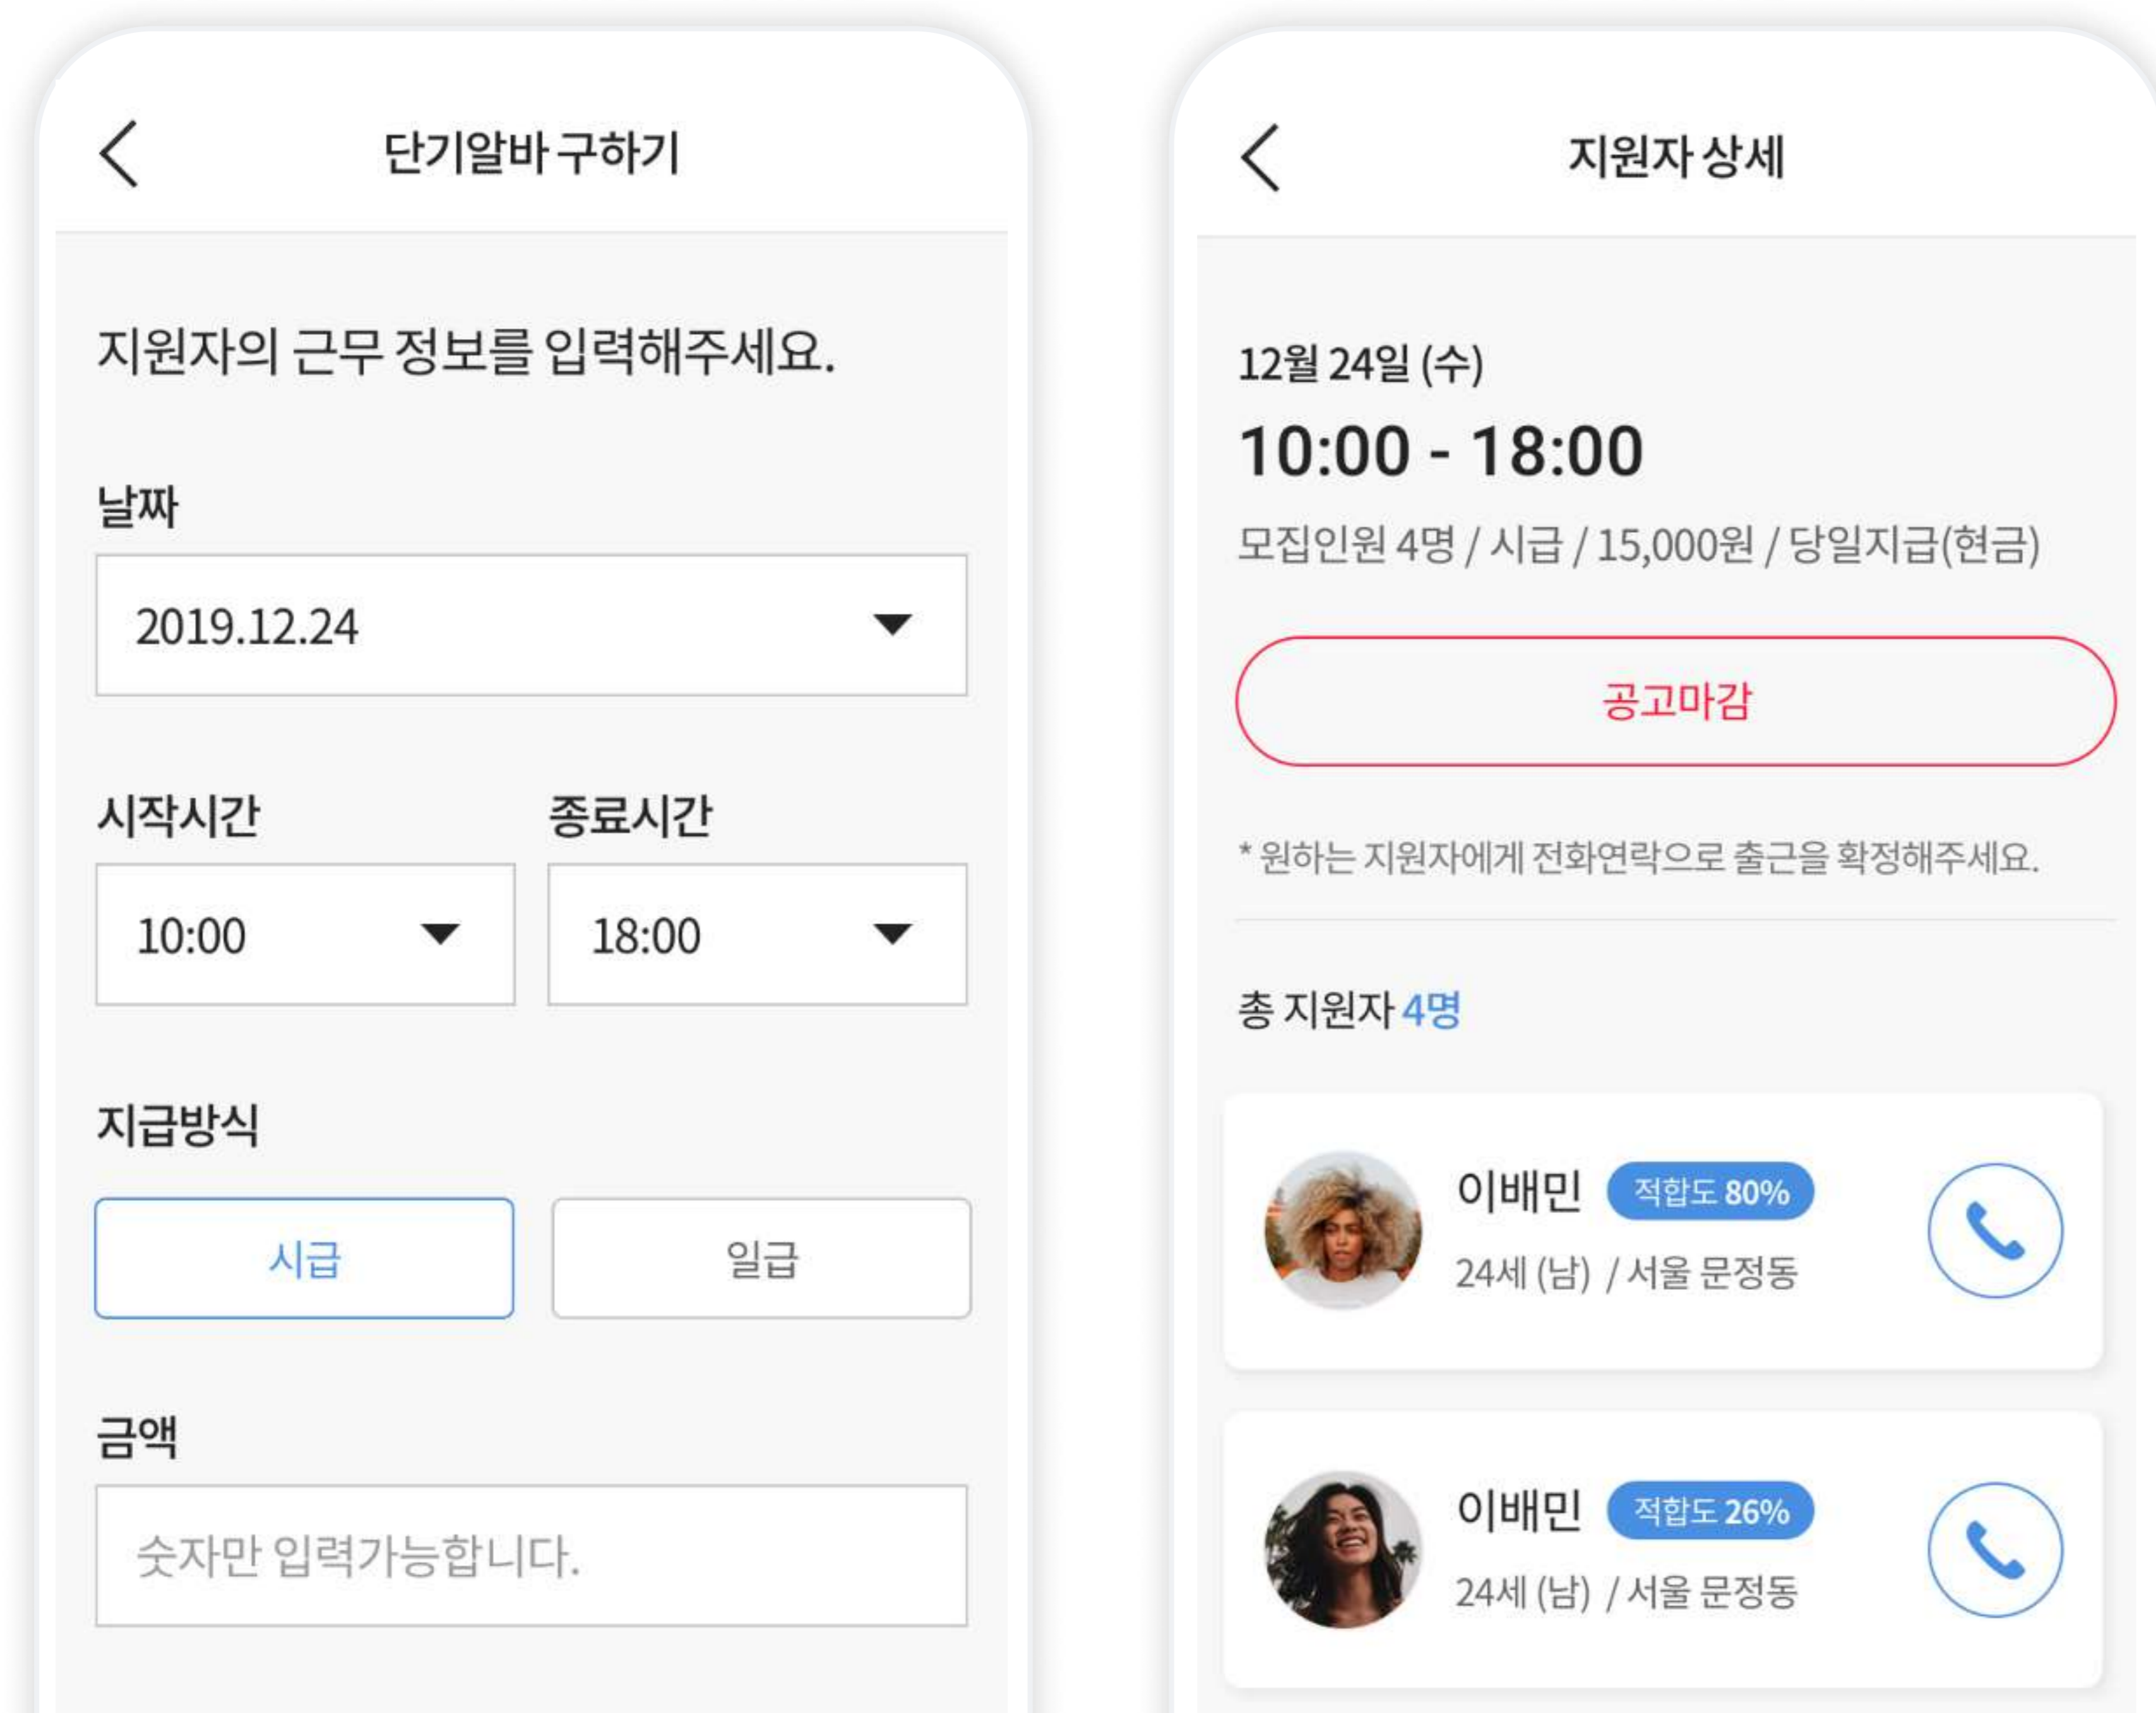 단기알바 구하기
지원자의 근무 정보를 입력해주세요.
날짜
2019.12.24
시작시간
종료시간
10:00
18:00
지급방식
시급
일급
금액
숫자만 입력가능합니다.
지원자 상세
12월 24일 (수)
10:00 - 18:00
모집인원 4명 / 시급 / 15,000원 / 당일지급(현금)
공고마감
* 원하는 지원자에게 전화연락으로 출근을 확정해주세요.
총 지원자 4명
이배민 적합도 80%
24세 (남) / 서울 문정동
이배민 적합도 26%
24세 (남) / 서울 문정동